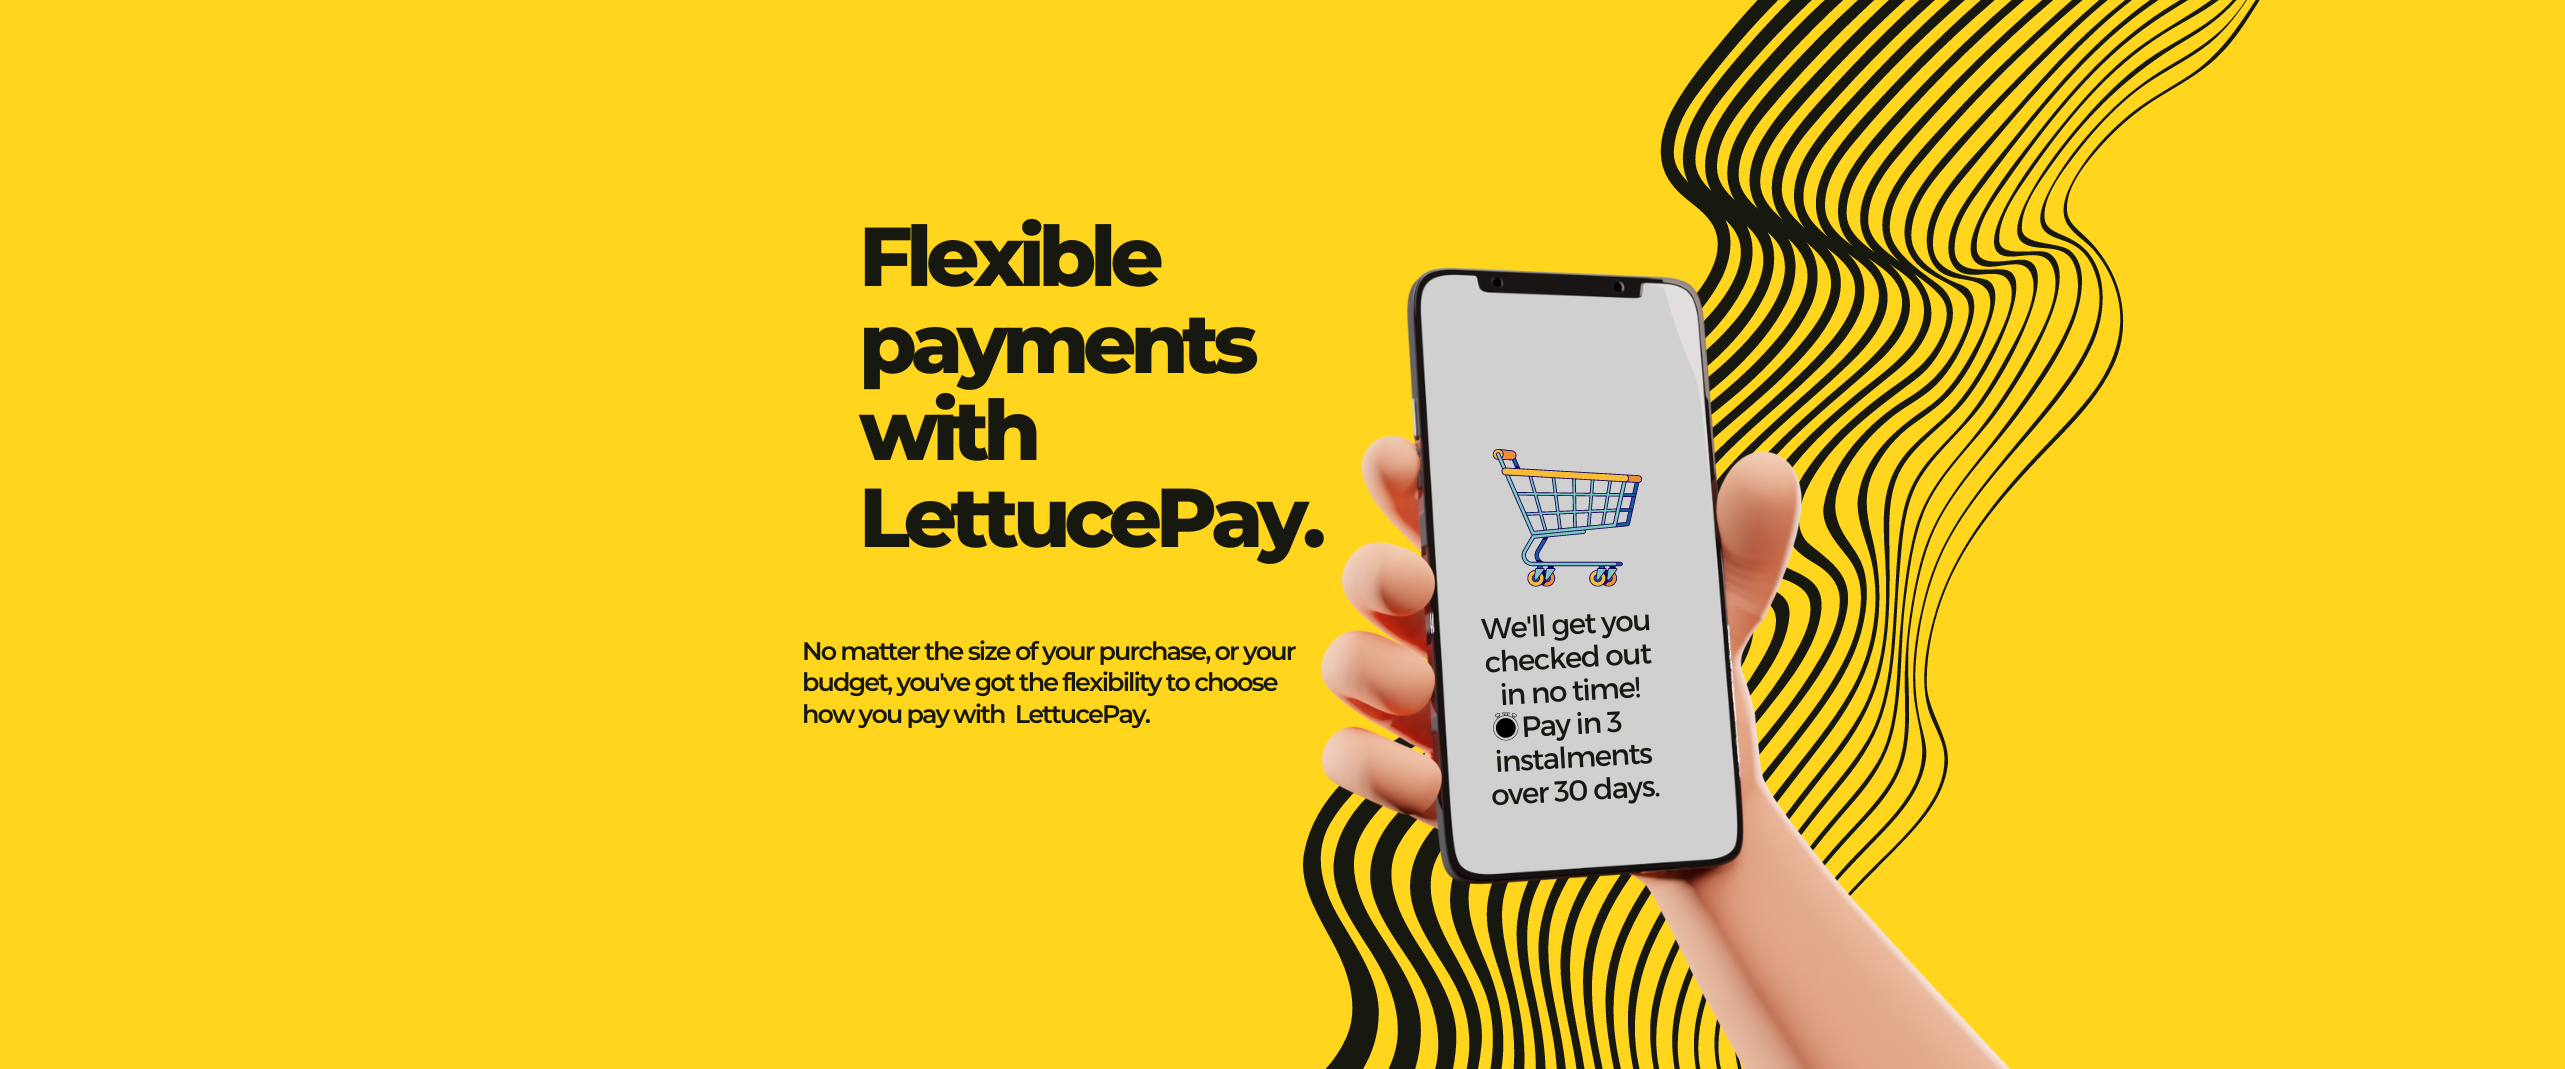 Flexible
payments
with
LettucePay.
No matter the size of your purchase, or your
budget, you've got the flexibility to choose
how you pay with LettucePay.
We'll get you
checked out
in no time!
Pay in 3
instalments
over 30 days.